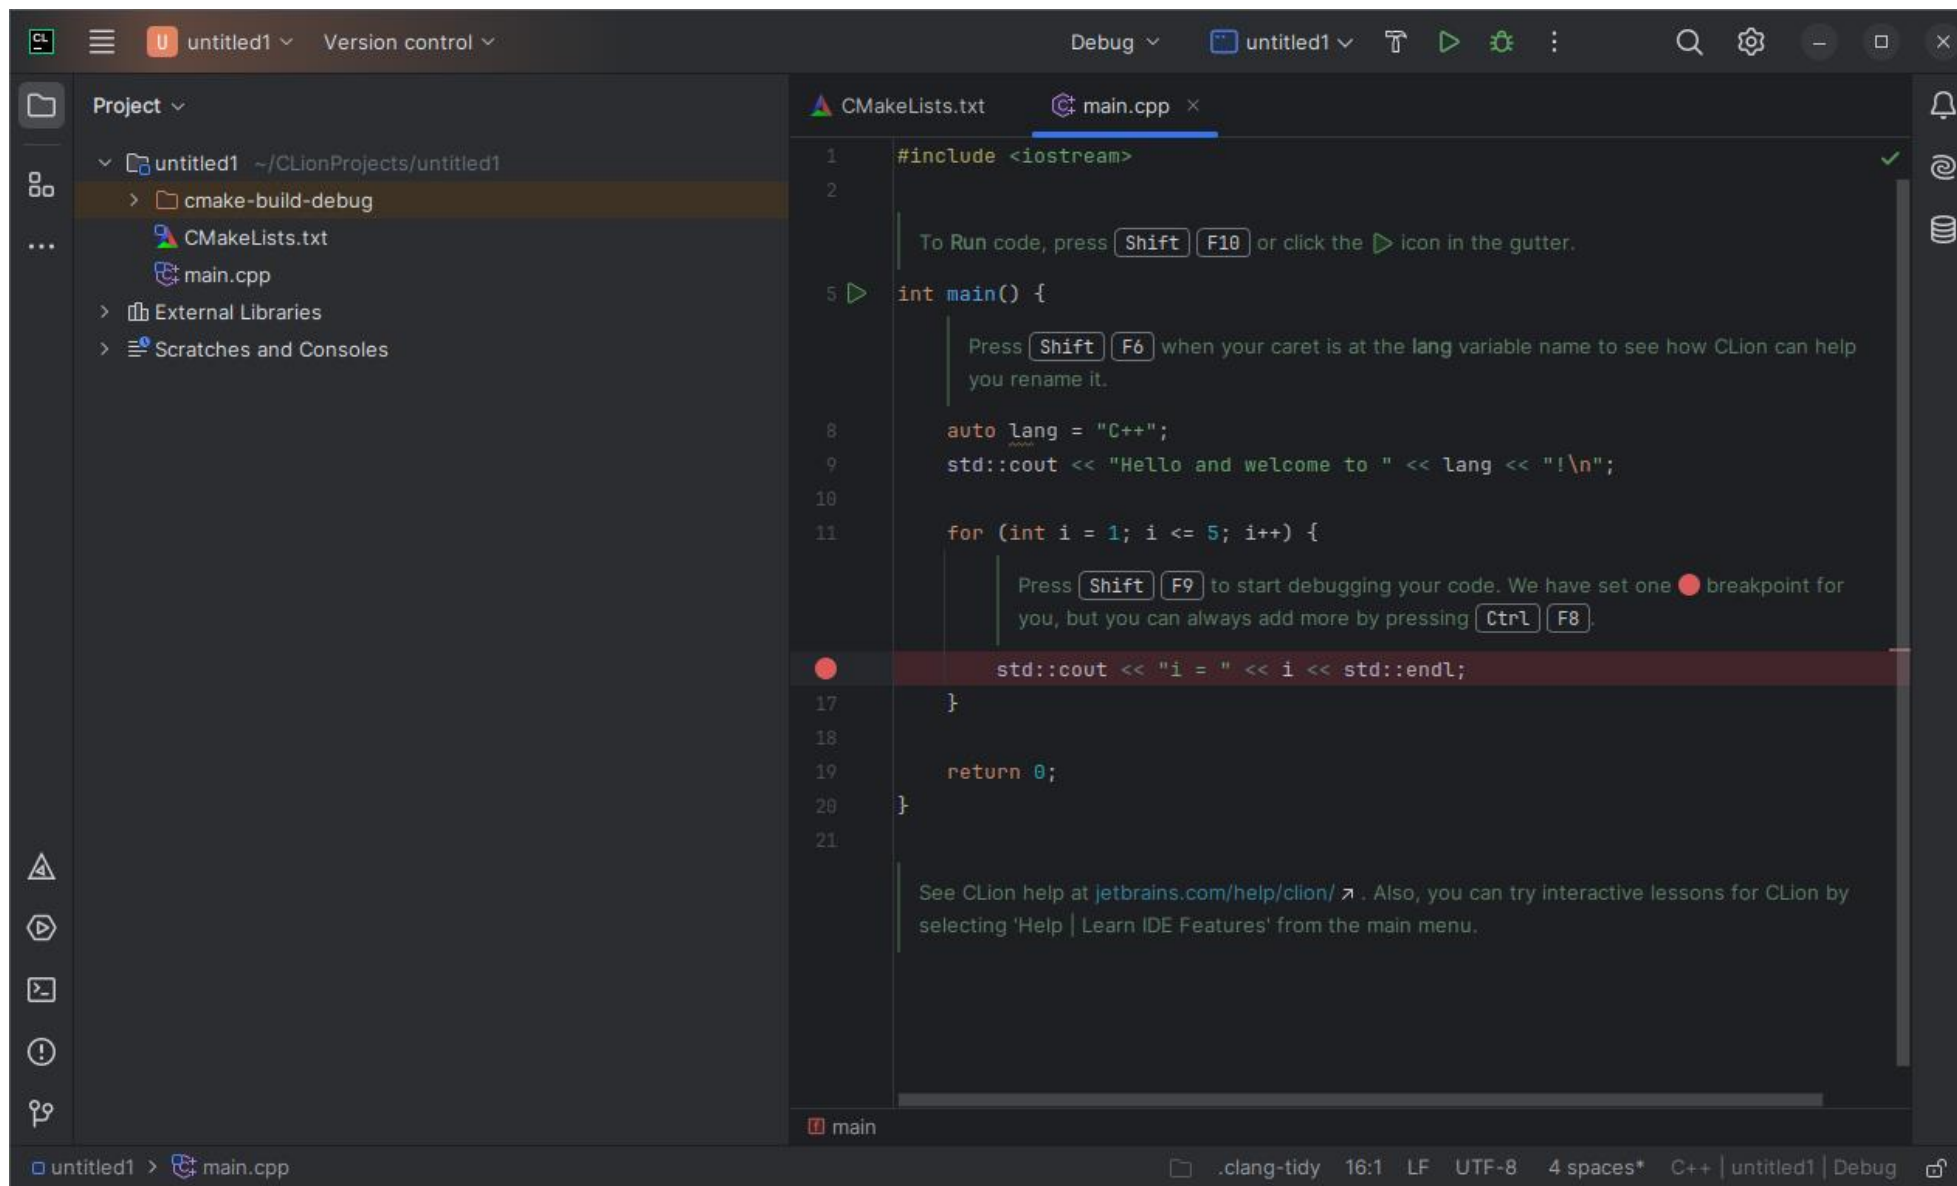 CL
U untitled1 Version control Debug untitled1
Project
untitled1 ~/CLionProjects/untitled1
cmake-build-debug
CMakeLists.txt
main.cpp
External Libraries
Scratches and Consoles
CMakeLists.txt main.cpp
1 #include <iostream>
2
To Run code, press Shift F10 or click the icon in the gutter.
5 int main() {
Press Shift F6 when your caret is at the lang variable name to see how CLion can help
you rename it.
8 auto lang = "C++";
9 std::cout << "Hello and welcome to " << lang << "!\n";
10
11 for (int i = 1; i <= 5; i++) {
Press Shift F9 to start debugging your code. We have set one breakpoint for
you, but you can always add more by pressing Ctrl F8.
std::cout << "i = " << i << std::endl;
17 }
18
19 return 0;
20 }
21
See CLion help at jetbrains.com/help/clion/ ↗ . Also, you can try interactive lessons for CLion by
selecting 'Help | Learn IDE Features' from the main menu.
f main
untitled1 > main.cpp .clang-tidy 16:1 LF UTF-8 4 spaces* C++ | untitled1 | Debug